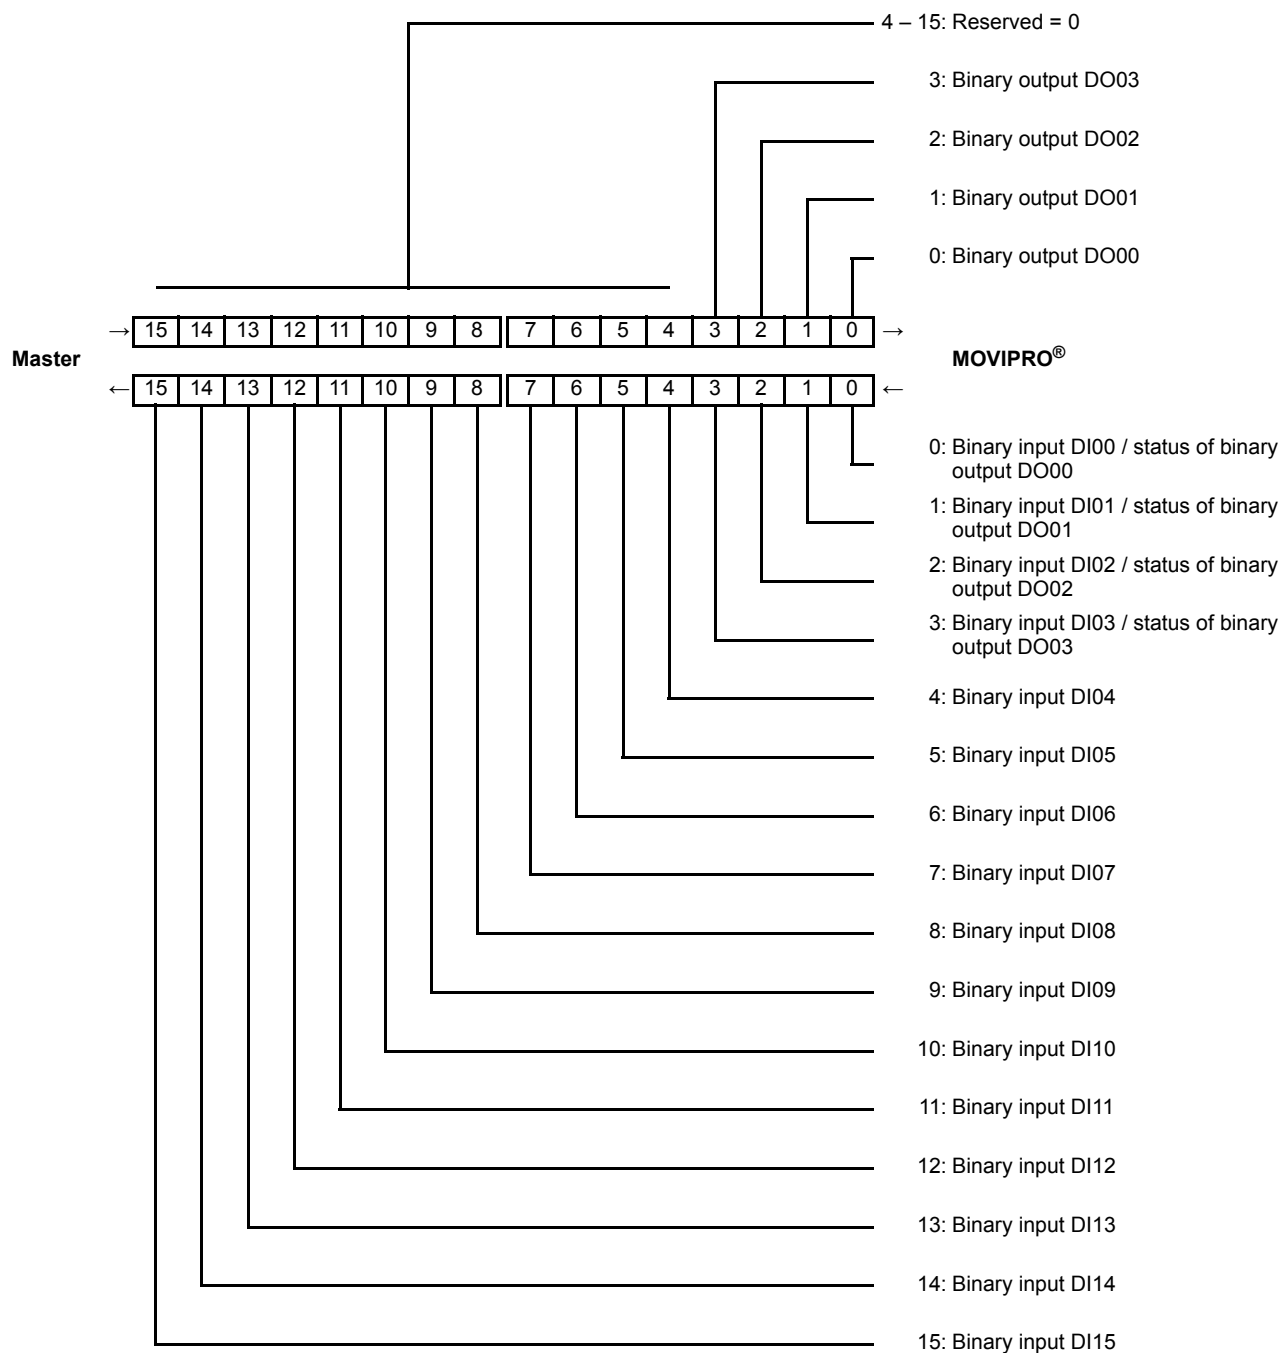 4 – 15: Reserved = 0
3: Binary output DO03
2: Binary output DO02
1: Binary output DO01
0: Binary output DO00
→ 15 14 13 12 11 10 9 8 7 6 5 4 3 2 1 0 →
Master MOVIPRO®
← 15 14 13 12 11 10 9 8 7 6 5 4 3 2 1 0 ←
0: Binary input DI00 / status of binary
output DO00
1: Binary input DI01 / status of binary
output DO01
2: Binary input DI02 / status of binary
output DO02
3: Binary input DI03 / status of binary
output DO03
4: Binary input DI04
5: Binary input DI05
6: Binary input DI06
7: Binary input DI07
8: Binary input DI08
9: Binary input DI09
10: Binary input DI10
11: Binary input DI11
12: Binary input DI12
13: Binary input DI13
14: Binary input DI14
15: Binary input DI15